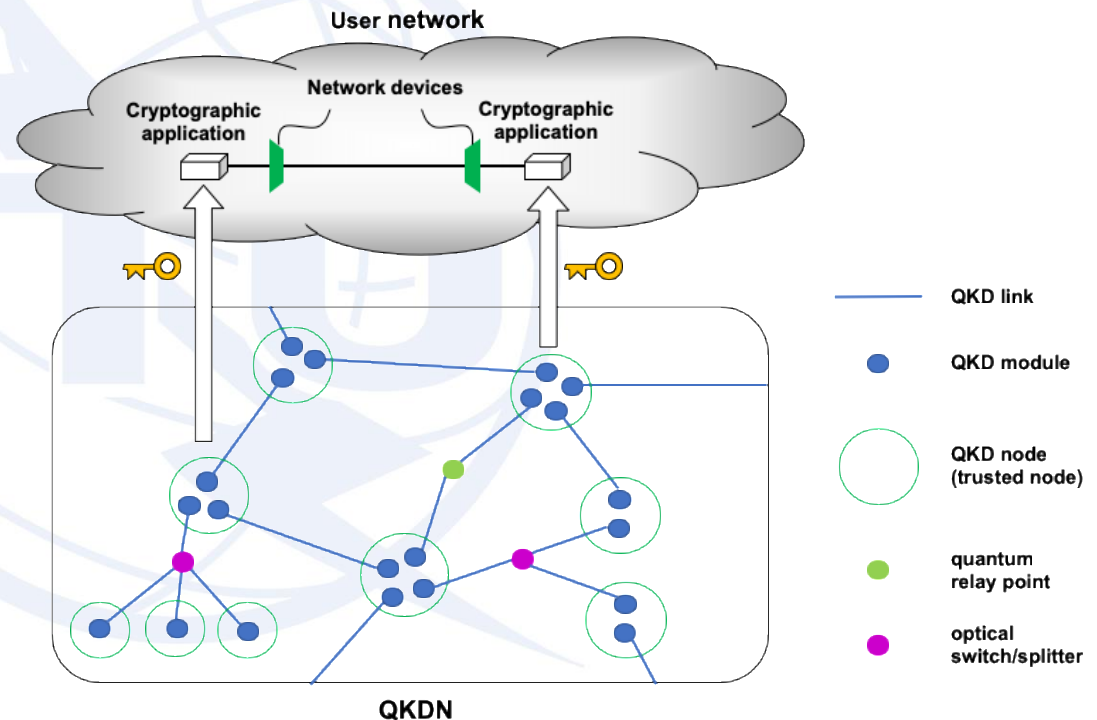 User network
Network devices
Cryptographic
application
Cryptographic
application
QKD link
QKD module
QKD node
(trusted node)
quantum
relay point
optical
switch/splitter
QKDN